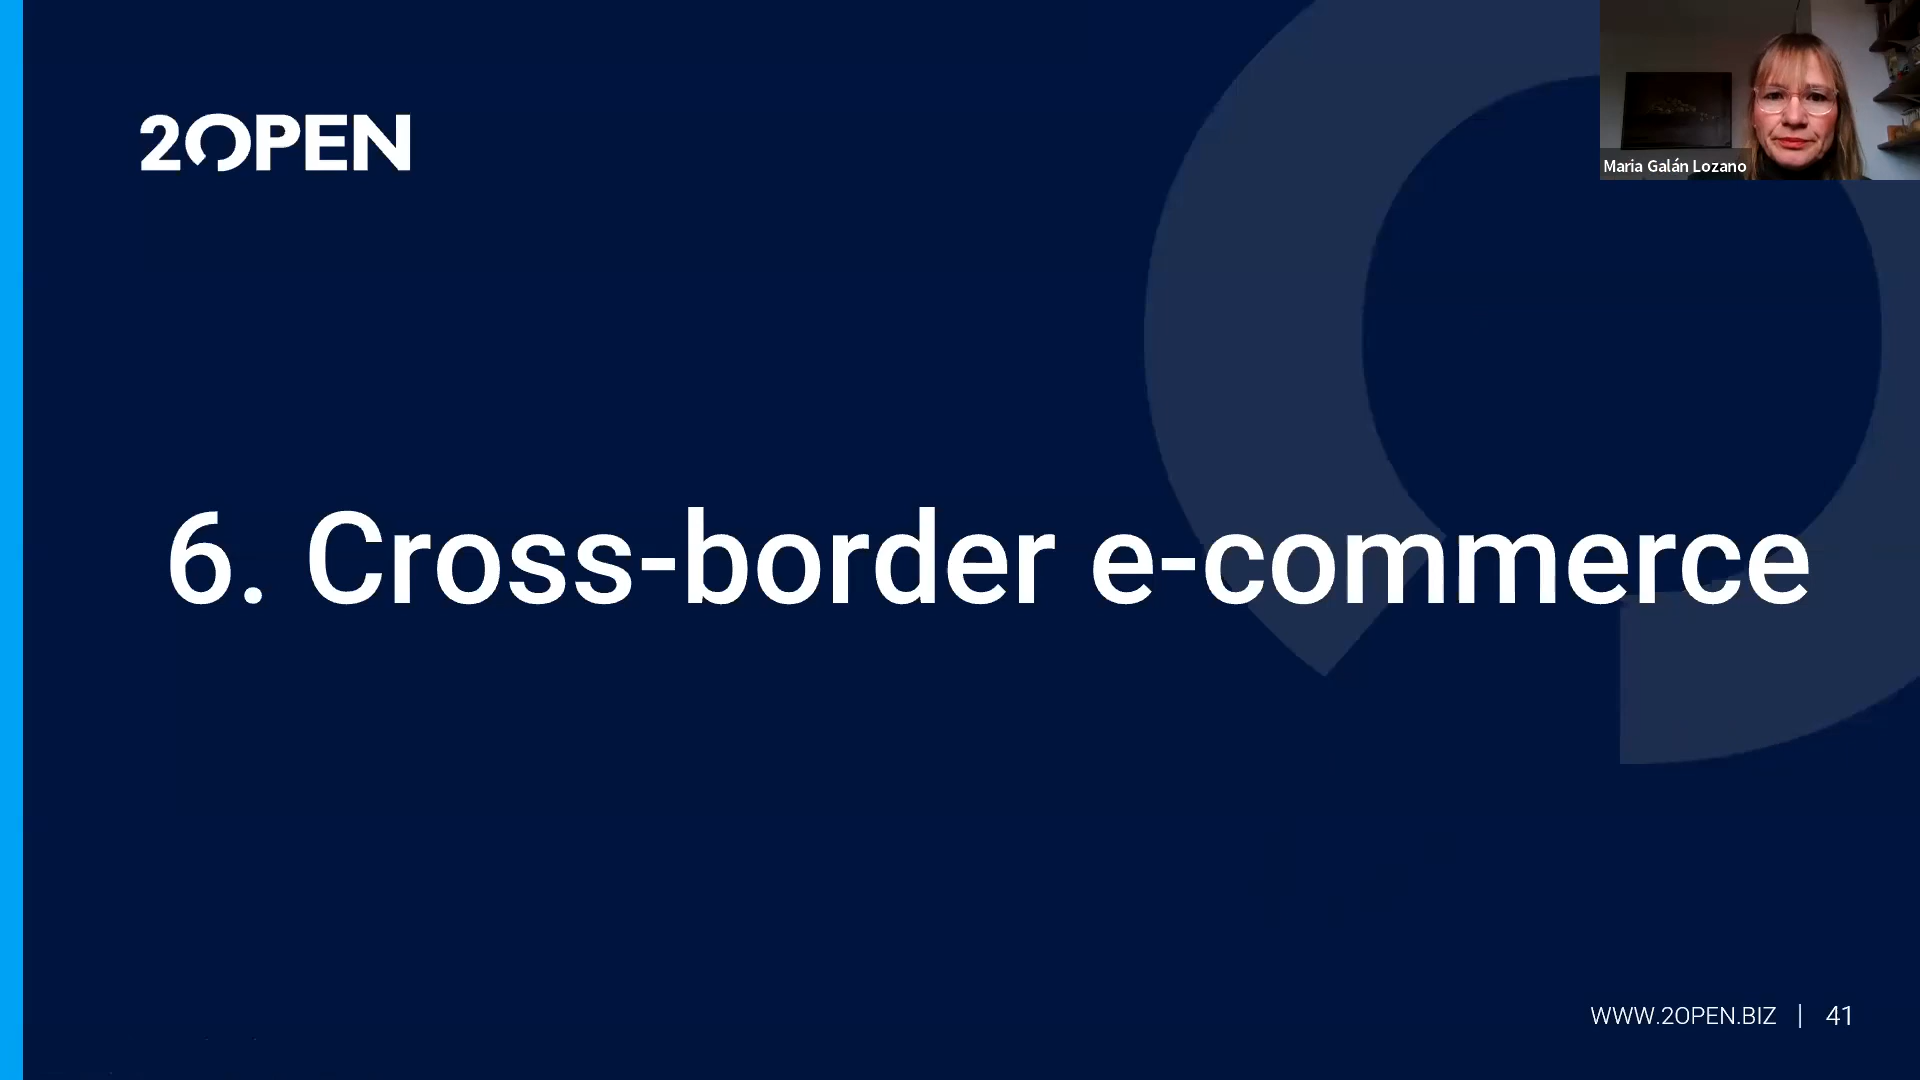 2OPEN
Maria Galán Lozano
6. Cross-border e-commerce
WWW.2OPEN.BIZ | 41